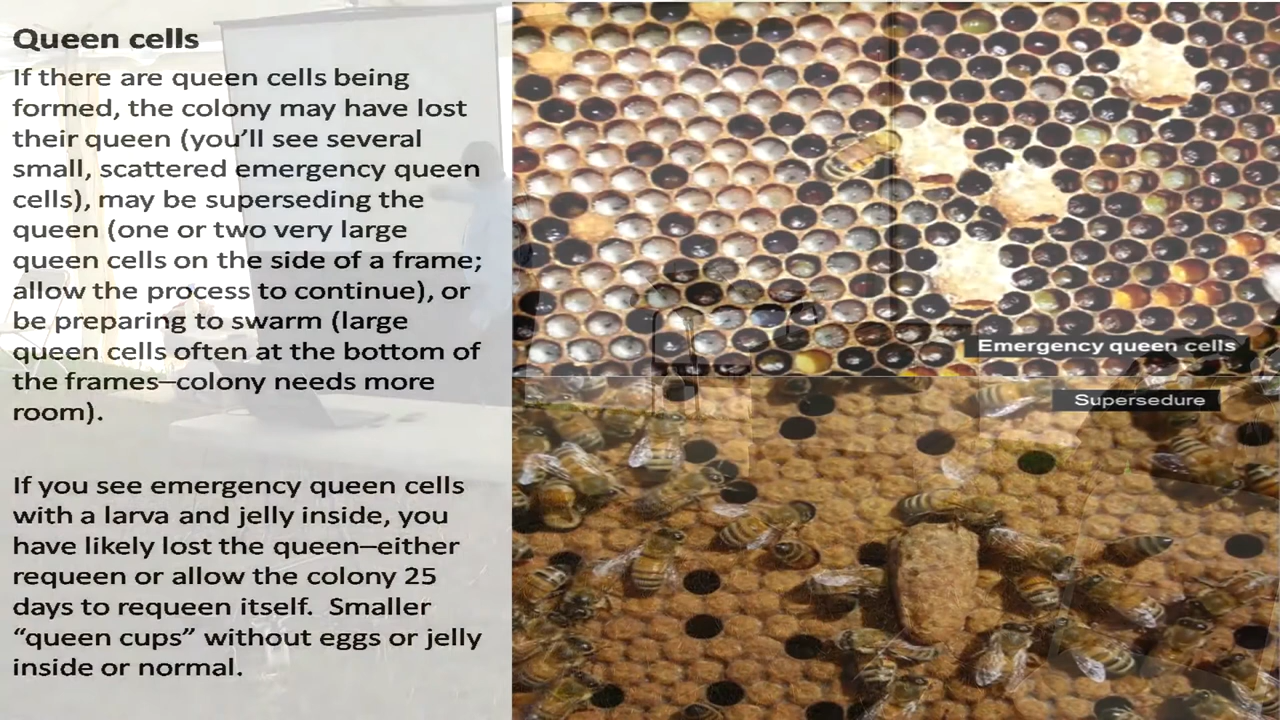 Queen cells
If there are queen cells being
formed, the colony may have lost
their queen (you'll see several
small, scattered emergency queen
cells), may be superseding the
queen (one or two very large
queen cells on the side of a frame;
allow the process to continue), or
be preparing to swarm (large
queen cells often at the bottom of
the frames–colony needs more
room).
If you see emergency queen cells
with a larva and jelly inside, you
have likely lost the queen–either
requeen or allow the colony 25
days to requeen itself.  Smaller
“queen cups” without eggs or jelly
inside or normal.
Emergency queen cells
Supersedure